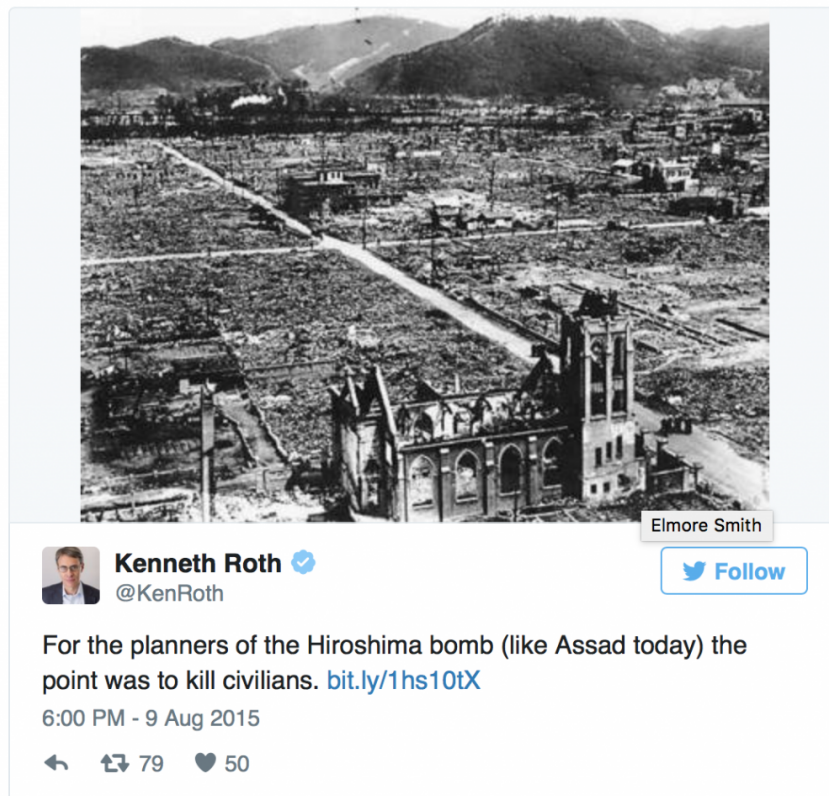 Elmore Smith
Kenneth Roth
@KenRoth
Follow
For the planners of the Hiroshima bomb (like Assad today) the
point was to kill civilians. bit.ly/1hs10tX
6:00 PM - 9 Aug 2015
79 50